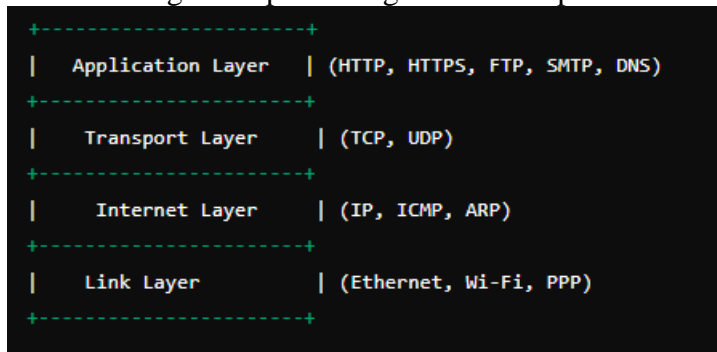 +-----------------------+
| Application Layer | (HTTP, HTTPS, FTP, SMTP, DNS)
+-----------------------+
| Transport Layer | (TCP, UDP)
+-----------------------+
| Internet Layer | (IP, ICMP, ARP)
+-----------------------+
| Link Layer | (Ethernet, Wi-Fi, PPP)
+-----------------------+